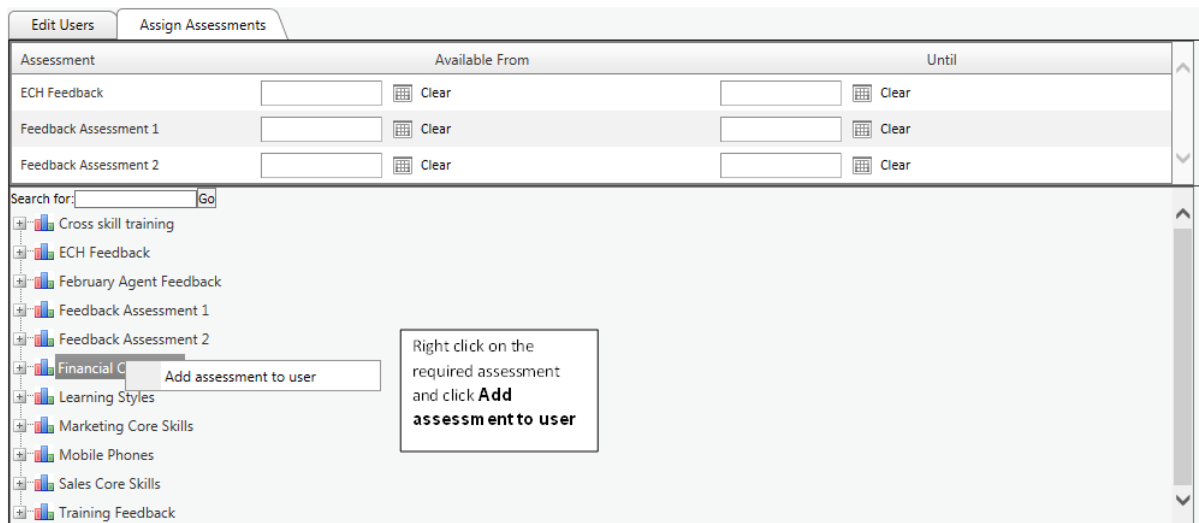 Edit Users Assign Assessments
Assessment Available From Until
ECH Feedback Clear Clear
Feedback Assessment 1 Clear Clear
Feedback Assessment 2 Clear Clear
Search for: Go
Cross skill training
ECH Feedback
February Agent Feedback
Feedback Assessment 1
Feedback Assessment 2
Financial
Add assessment to user
Learning Styles
Marketing Core Skills
Mobile Phones
Sales Core Skills
Training Feedback
Right click on the
required assessment
and click Add
assessment to user